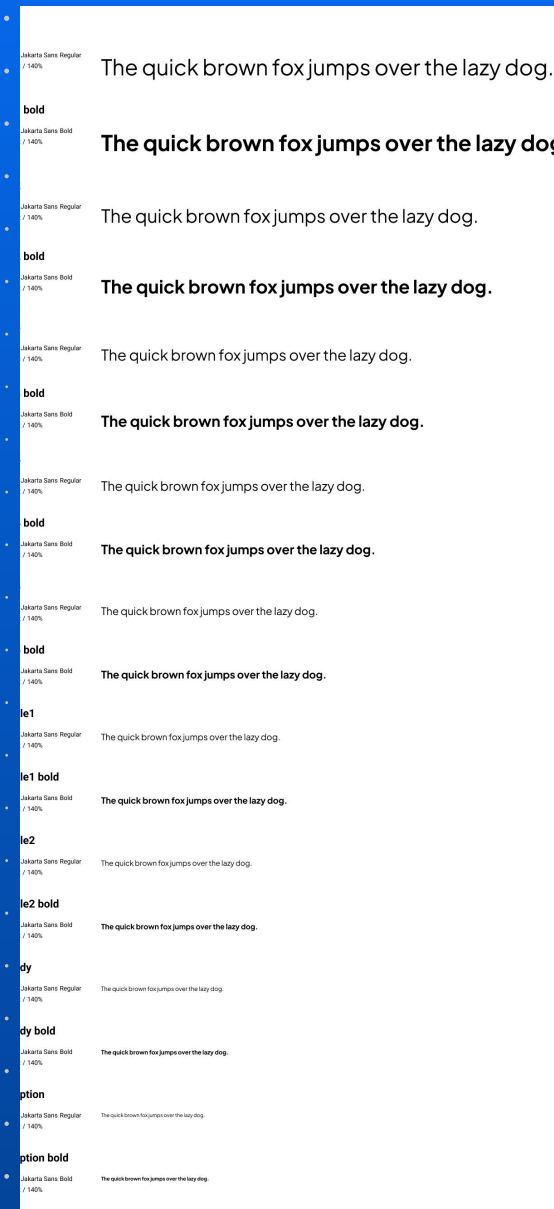 Jakarta Sans Regular
/ 140%
The quick brown fox jumps over the lazy dog.
bold
Jakarta Sans Bold
/ 140%
The quick brown fox jumps over the lazy dog
Jakarta Sans Regular
/ 140%
The quick brown fox jumps over the lazy dog.
bold
Jakarta Sans Bold
/ 140%
The quick brown fox jumps over the lazy dog.
Jakarta Sans Regular
/ 140%
The quick brown fox jumps over the lazy dog.
bold
Jakarta Sans Bold
/ 140%
The quick brown fox jumps over the lazy dog.
Jakarta Sans Regular
/ 140%
The quick brown fox jumps over the lazy dog.
bold
Jakarta Sans Bold
/ 140%
The quick brown fox jumps over the lazy dog.
Jakarta Sans Regular
/ 140%
The quick brown fox jumps over the lazy dog.
bold
Jakarta Sans Bold
/ 140%
The quick brown fox jumps over the lazy dog.
le1
Jakarta Sans Regular
/ 140%
The quick brown fox jumps over the lazy dog.
le1 bold
Jakarta Sans Bold
/ 140%
The quick brown fox jumps over the lazy dog.
le2
Jakarta Sans Regular
/ 140%
The quick brown fox jumps over the lazy dog.
le2 bold
Jakarta Sans Bold
/ 140%
The quick brown fox jumps over the lazy dog.
dy
Jakarta Sans Regular
/ 140%
The quick brown fox jumps over the lazy dog.
dy bold
Jakarta Sans Bold
/ 140%
The quick brown fox jumps over the lazy dog.
ption
Jakarta Sans Regular
/ 140%
The quick brown fox jumps over the lazy dog.
ption bold
Jakarta Sans Bold
/ 140%
The quick brown fox jumps over the lazy dog.